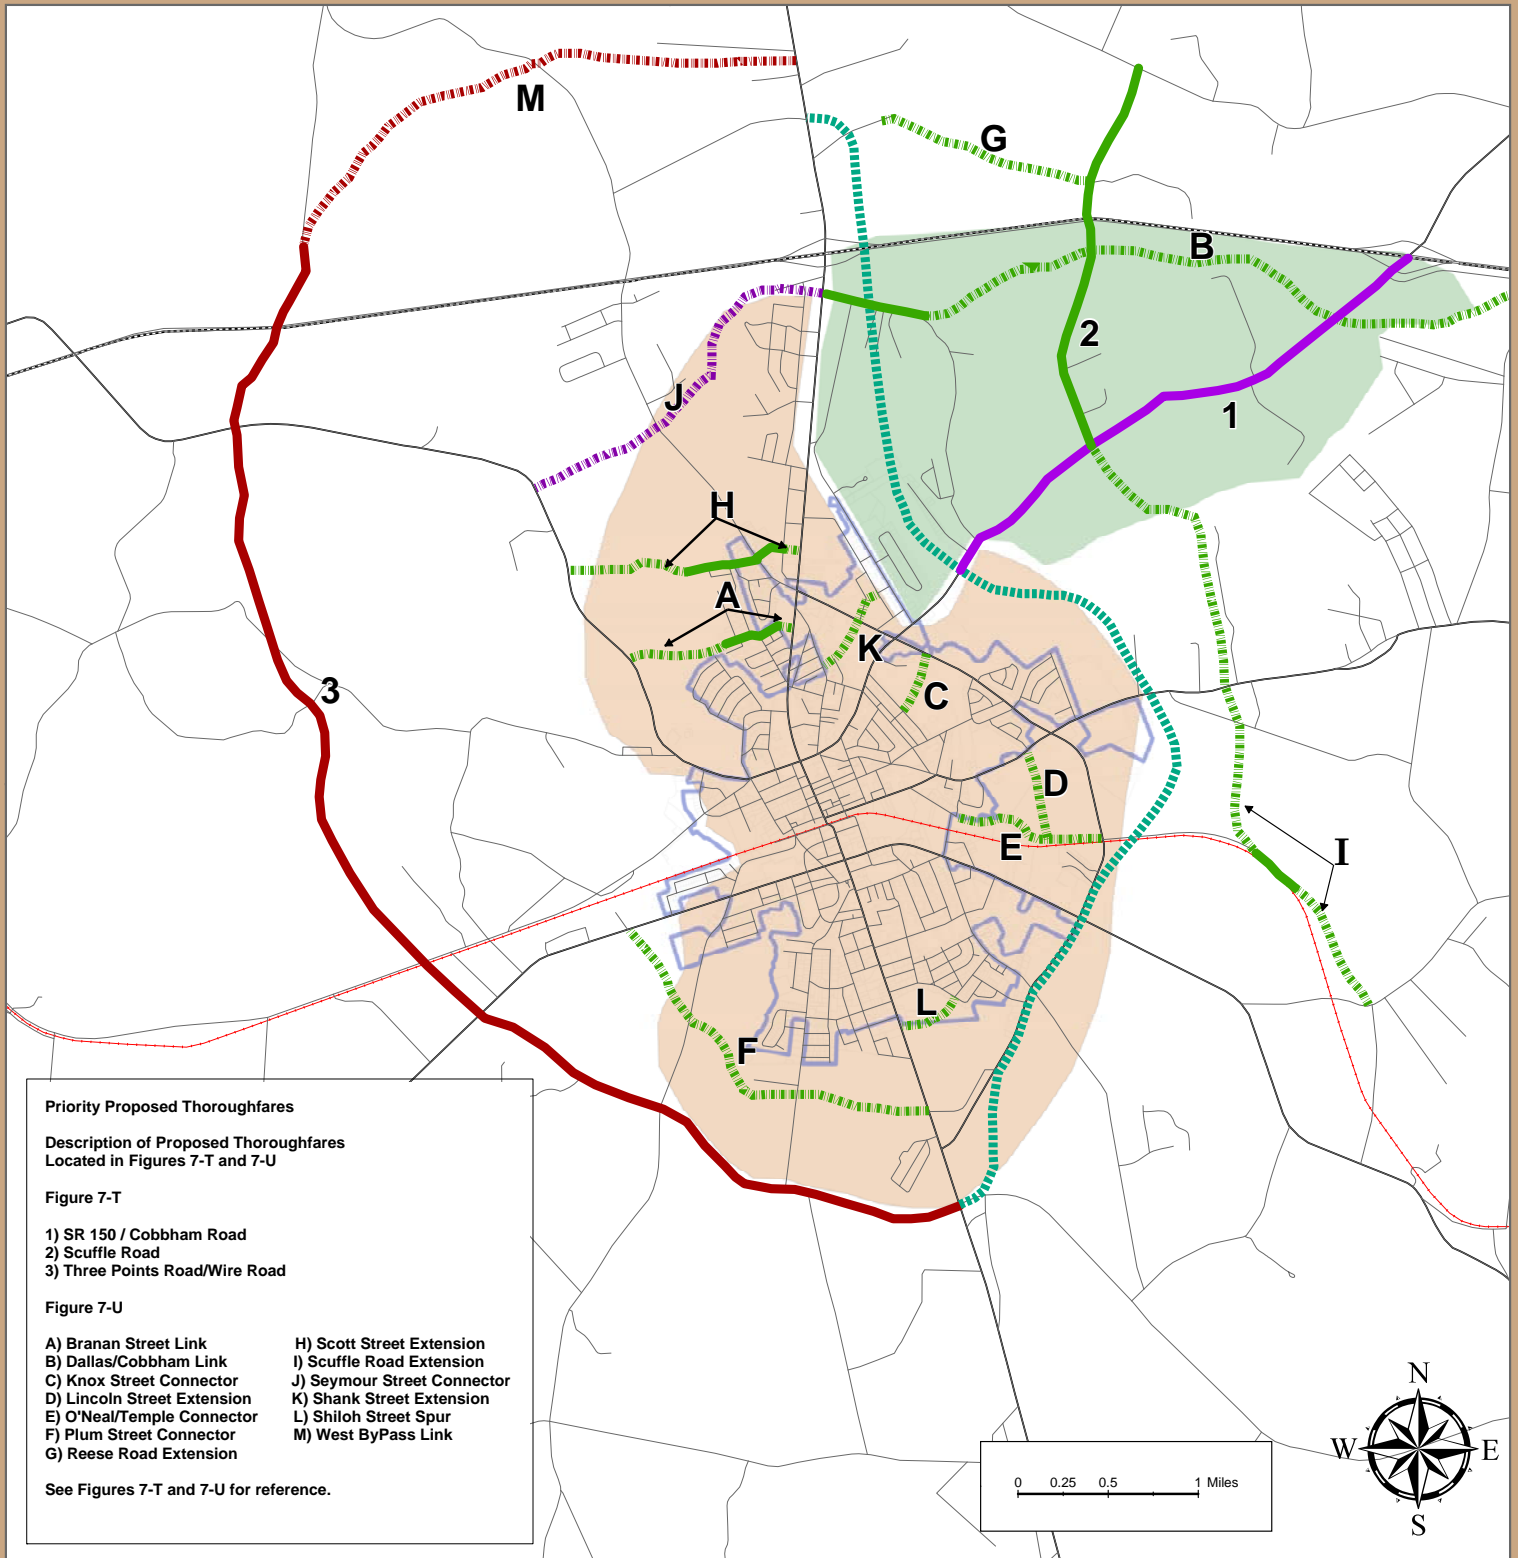 M
G
B
2
J
1
H
A
K
C
3
D
E
I
L
F
Priority Proposed Thoroughfares
Description of Proposed Thoroughfares
Located in Figures 7-T and 7-U
Figure 7-T
1) SR 150 / Cobbham Road
2) Scuffle Road
3) Three Points Road/Wire Road
Figure 7-U
A) Branan Street Link
B) Dallas/Cobbham Link
C) Knox Street Connector
D) Lincoln Street Extension
E) O'Neal/Temple Connector
F) Plum Street Connector
G) Reese Road Extension
H) Scott Street Extension
I) Scuffle Road Extension
J) Seymour Street Connector
K) Shank Street Extension
L) Shiloh Street Spur
M) West ByPass Link
See Figures 7-T and 7-U for reference.
0 0.25 0.5 1 Miles
N
W E
S